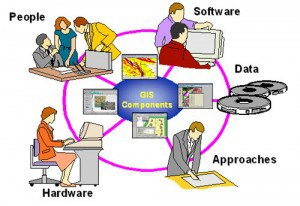 People
Software
Data
GIS
Components
Approaches
Hardware